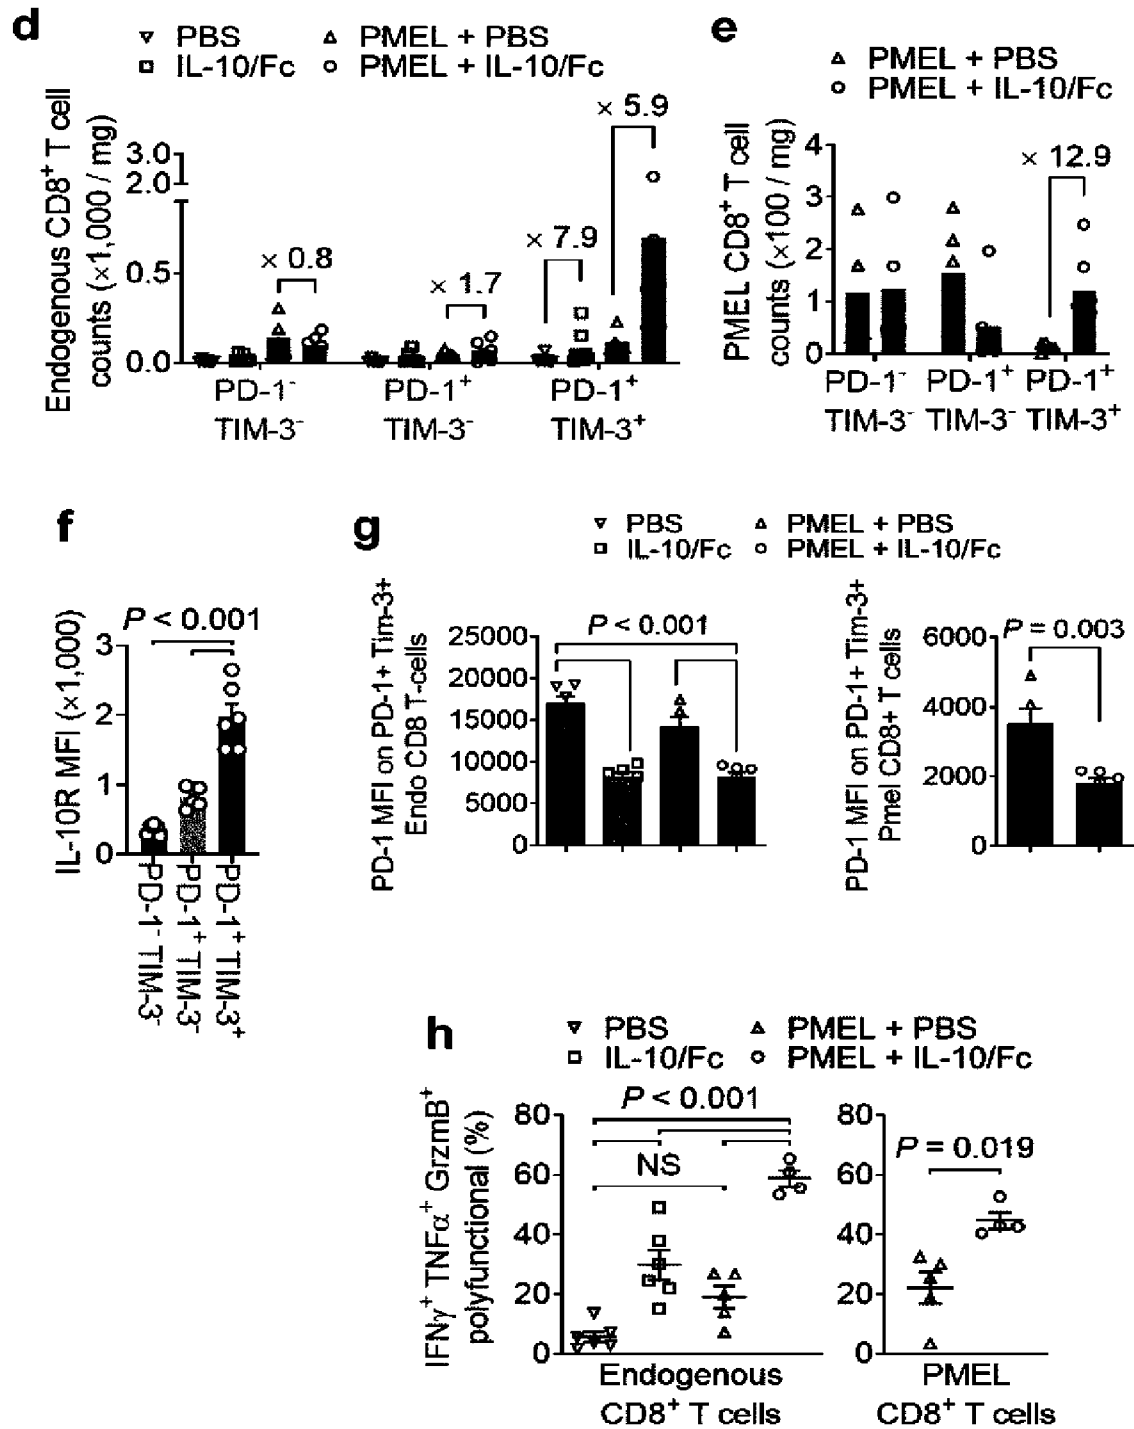 d
▽ PBS △ PMEL + PBS
□ IL-10/Fc ○ PMEL + IL-10/Fc
Endogenous CD8⁺ T cell
counts (×1,000 / mg)
3.0
2.0
0.5
0.0
× 0.8
× 1.7
× 7.9
× 5.9
PD-1⁻ PD-1⁺ PD-1⁺
TIM-3⁻ TIM-3⁻ TIM-3⁺
e
△ PMEL + PBS
○ PMEL + IL-10/Fc
PMEL CD8⁺ T cell
counts (×100 / mg)
4
3
2
1
0
× 12.9
PD-1⁻ PD-1⁺ PD-1⁺
TIM-3⁻ TIM-3⁻ TIM-3⁺
f
IL-10R MFI (×1,000)
P < 0.001
3
2
1
0
PD-1⁻ TIM-3⁻
PD-1⁺ TIM-3⁻
PD-1⁺ TIM-3⁺
g
▽ PBS △ PMEL + PBS
□ IL-10/Fc ○ PMEL + IL-10/Fc
PD-1 MFI on PD-1+ Tim-3+
Endo CD8 T-cells
25000
20000
15000
10000
5000
0
P < 0.001
PD-1 MFI on PD-1+ Tim-3+
Pmel CD8+ T cells
6000
4000
2000
0
P = 0.003
h
▽ PBS △ PMEL + PBS
□ IL-10/Fc ○ PMEL + IL-10/Fc
IFNγ⁺ TNFα⁺ GrzmB⁺
polyfunctional (%)
80
60
40
20
0
P < 0.001
NS
Endogenous
CD8⁺ T cells
80
60
40
20
0
P = 0.019
PMEL
CD8⁺ T cells